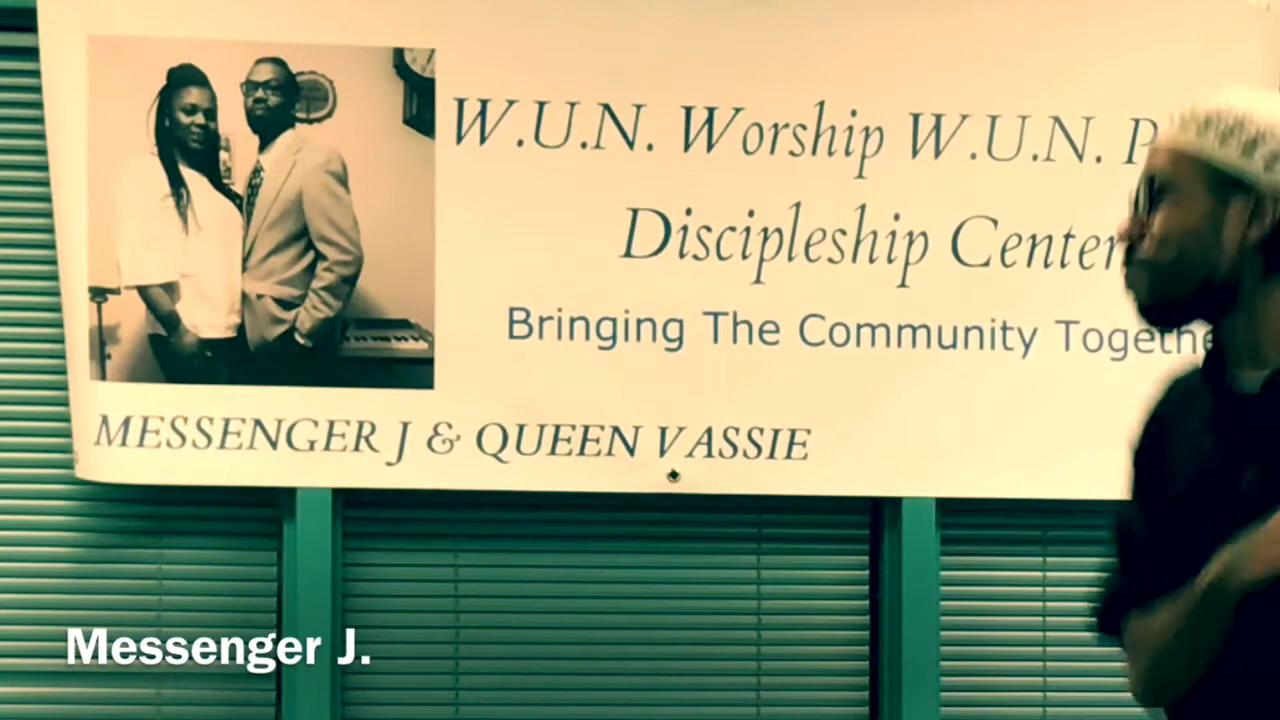 W.U.N. Worship W.U.N.
Discipleship Center
Bringing The Community
MESSENGER J & QUEEN VASSIE
Messenger J.